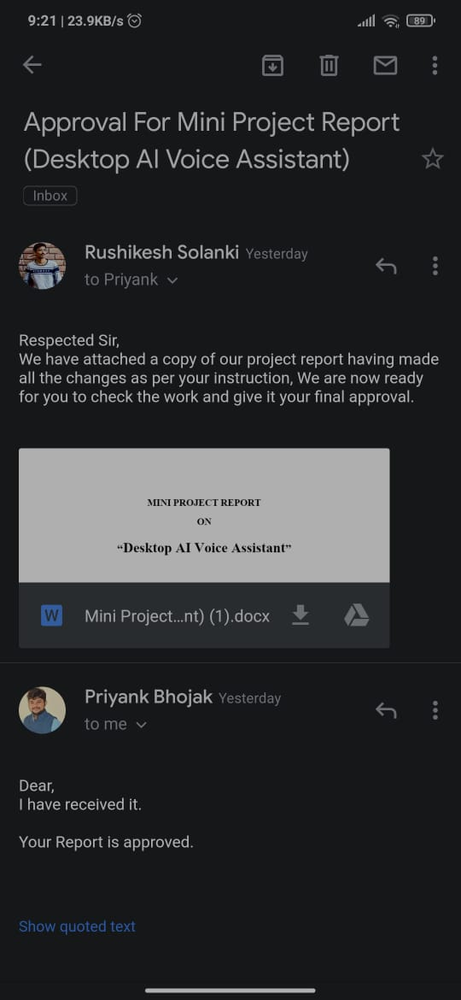 9:21 | 23.9KB/s
89
Approval For Mini Project Report
(Desktop AI Voice Assistant)
Inbox
Rushikesh Solanki Yesterday
to Priyank
Respected Sir,
We have attached a copy of our project report having made
all the changes as per your instruction, We are now ready
for you to check the work and give it your final approval.
MINI PROJECT REPORT
ON
“Desktop AI Voice Assistant”
W
Mini Project...nt) (1).docx
Priyank Bhojak Yesterday
to me
Dear,
I have received it.
Your Report is approved.
Show quoted text